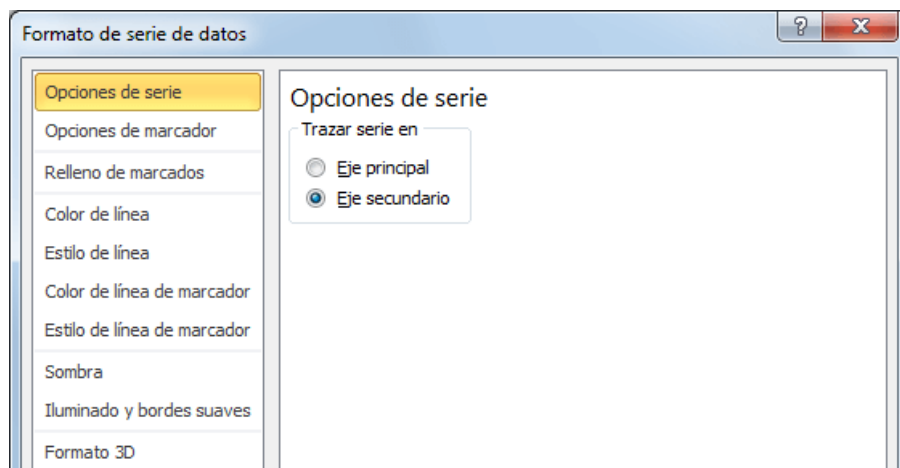 Formato de serie de datos
Opciones de serie
Opciones de marcador
Relleno de marcados
Color de línea
Estilo de línea
Color de línea de marcador
Estilo de línea de marcador
Sombra
Iluminado y bordes suaves
Formato 3D
Opciones de serie
Trazar serie en
Eje principal
Eje secundario